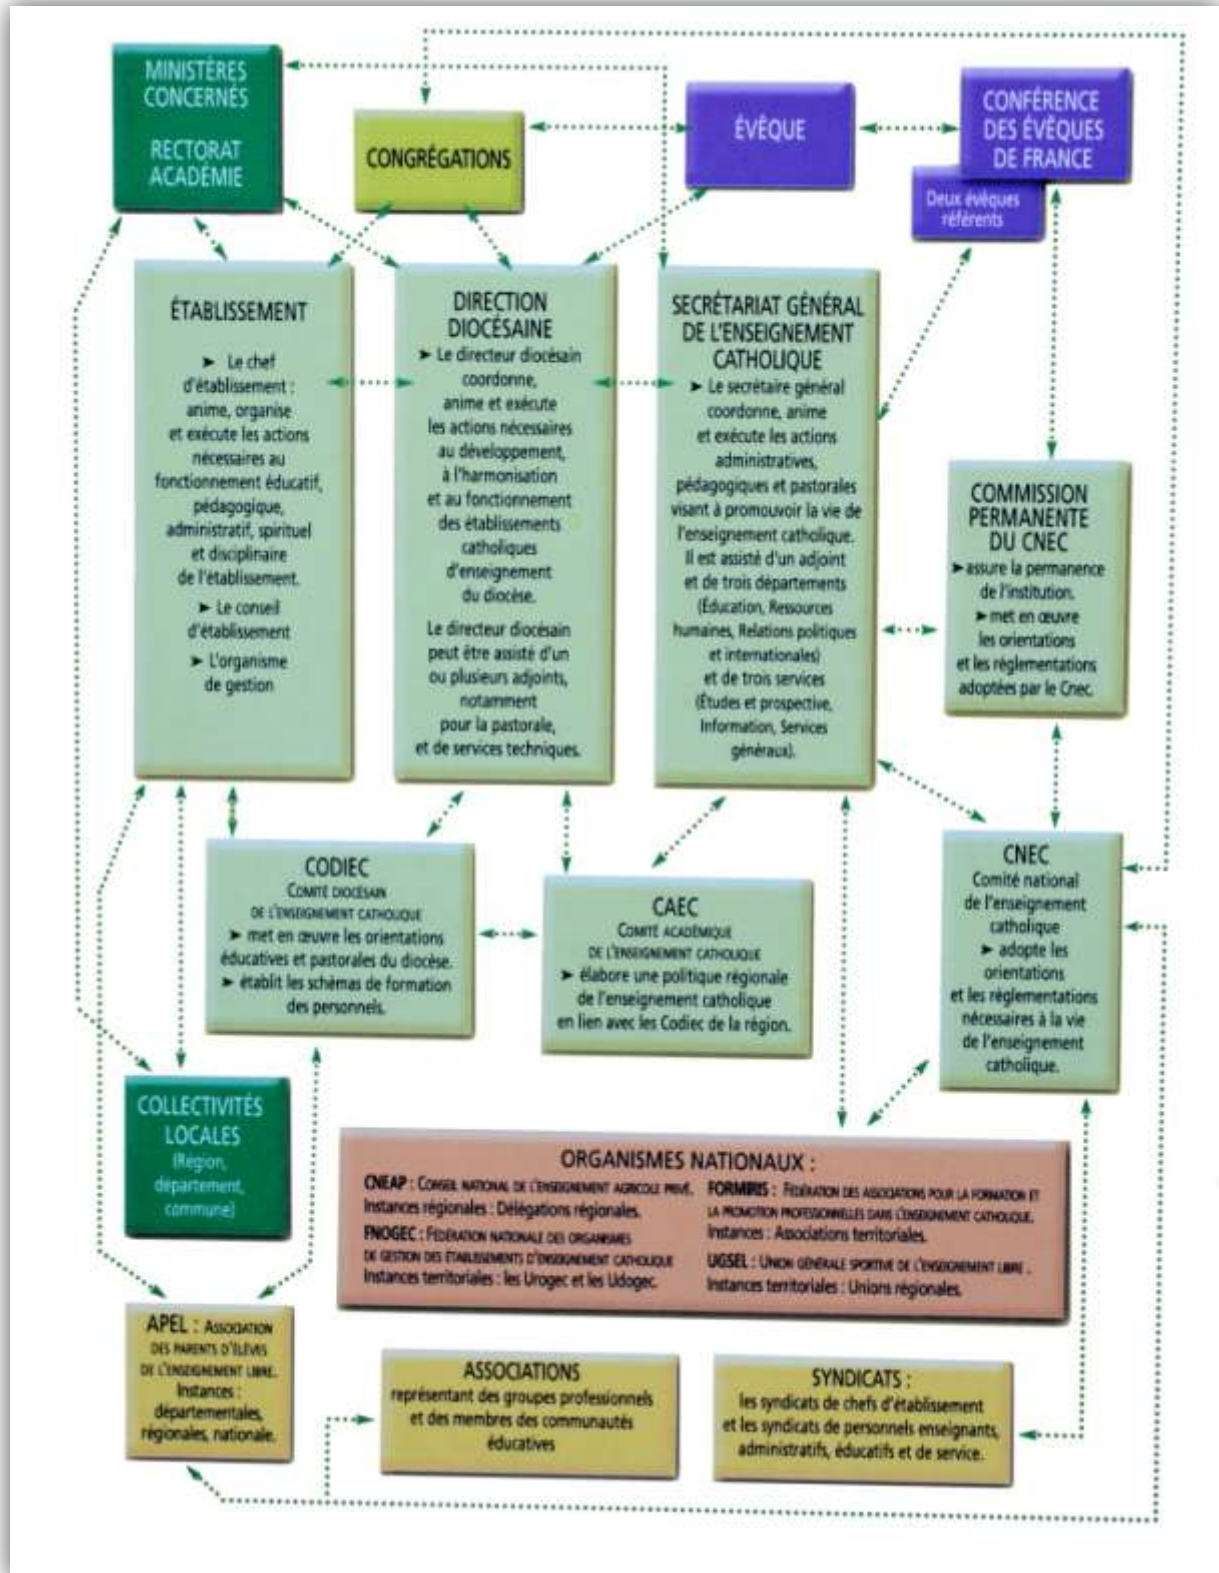 MINISTÈRES
CONCERNÉS
RECTORAT
ACADÉMIE
CONGRÉGATIONS
ÉVÊQUE
CONFÉRENCE
DES ÉVÊQUES
DE FRANCE
Deux évêques
référents
ÉTABLISSEMENT
➤ Le chef
d'établissement :
anime, organise
et exécute les actions
nécessaires au
fonctionnement éducatif,
pédagogique,
administratif, spirituel
et disciplinaire
de l'établissement.
➤ Le conseil
d'établissement
➤ L'organisme
de gestion
DIRECTION
DIOCÉSAINE
➤ Le directeur diocésain
coordonne,
anime et exécute
les actions nécessaires
au développement,
à l'harmonisation
et au fonctionnement
des établissements
catholiques
d'enseignement
du diocèse.
Le directeur diocésain
peut être assisté d'un
ou plusieurs adjoints,
notamment
pour la pastorale,
et de services techniques.
SECRÉTARIAT GÉNÉRAL
DE L'ENSEIGNEMENT
CATHOLIQUE
➤ Le secrétaire général
coordonne, anime
et exécute les actions
administratives,
pédagogiques et pastorales
visant à promouvoir la vie de
l'enseignement catholique.
Il est assisté d'un adjoint
et de trois départements
(Éducation, Ressources
humaines, Relations politiques
et internationales)
et de trois services
(Études et prospective,
Information, Services
généraux).
COMMISSION
PERMANENTE
DU CNEC
➤ assure la permanence
de l'institution.
➤ met en œuvre
les orientations
et les réglementations
adoptées par le Cnec.
CODIEC
COMITÉ DIOCÉSAIN
DE L'ENSEIGNEMENT CATHOLIQUE
➤ met en œuvre les orientations
éducatives et pastorales du diocèse.
➤ établit les schémas de formation
des personnels.
CAEC
COMITÉ ACADÉMIQUE
DE L'ENSEIGNEMENT CATHOLIQUE
➤ élabore une politique régionale
de l'enseignement catholique
en lien avec les Codiec de la région.
CNEC
Comité national
de l'enseignement
catholique
➤ adopte les
orientations
et les réglementations
nécessaires à la vie
de l'enseignement
catholique.
COLLECTIVITÉS
LOCALES
(Région,
département,
commune)
ORGANISMES NATIONAUX :
CNEAP : CONSEIL NATIONAL DE L'ENSEIGNEMENT AGRICOLE PRIVÉ.
Instances régionales : Délégations régionales.
FNOGEC : FÉDÉRATION NATIONALE DES ORGANISMES
DE GESTION DES ÉTABLISSEMENTS D'ENSEIGNEMENT CATHOLIQUE
Instances territoriales : les Urogec et les Udogec.
FORMIRIS : FÉDÉRATION DES ASSOCIATIONS POUR LA FORMATION ET
LA PROMOTION PROFESSIONNELLES DANS L'ENSEIGNEMENT CATHOLIQUE.
Instances : Associations territoriales.
UGSEL : UNION GÉNÉRALE SPORTIVE DE L'ENSEIGNEMENT LIBRE .
Instances territoriales : Unions régionales.
APEL : ASSOCIATION
DES PARENTS D'ÉLÈVES
DE L'ENSEIGNEMENT LIBRE.
Instances :
départementales,
régionales, nationale.
ASSOCIATIONS
représentant des groupes professionnels
et des membres des communautés
éducatives
SYNDICATS :
les syndicats de chefs d'établissement
et les syndicats de personnels enseignants,
administratifs, éducatifs et de service.